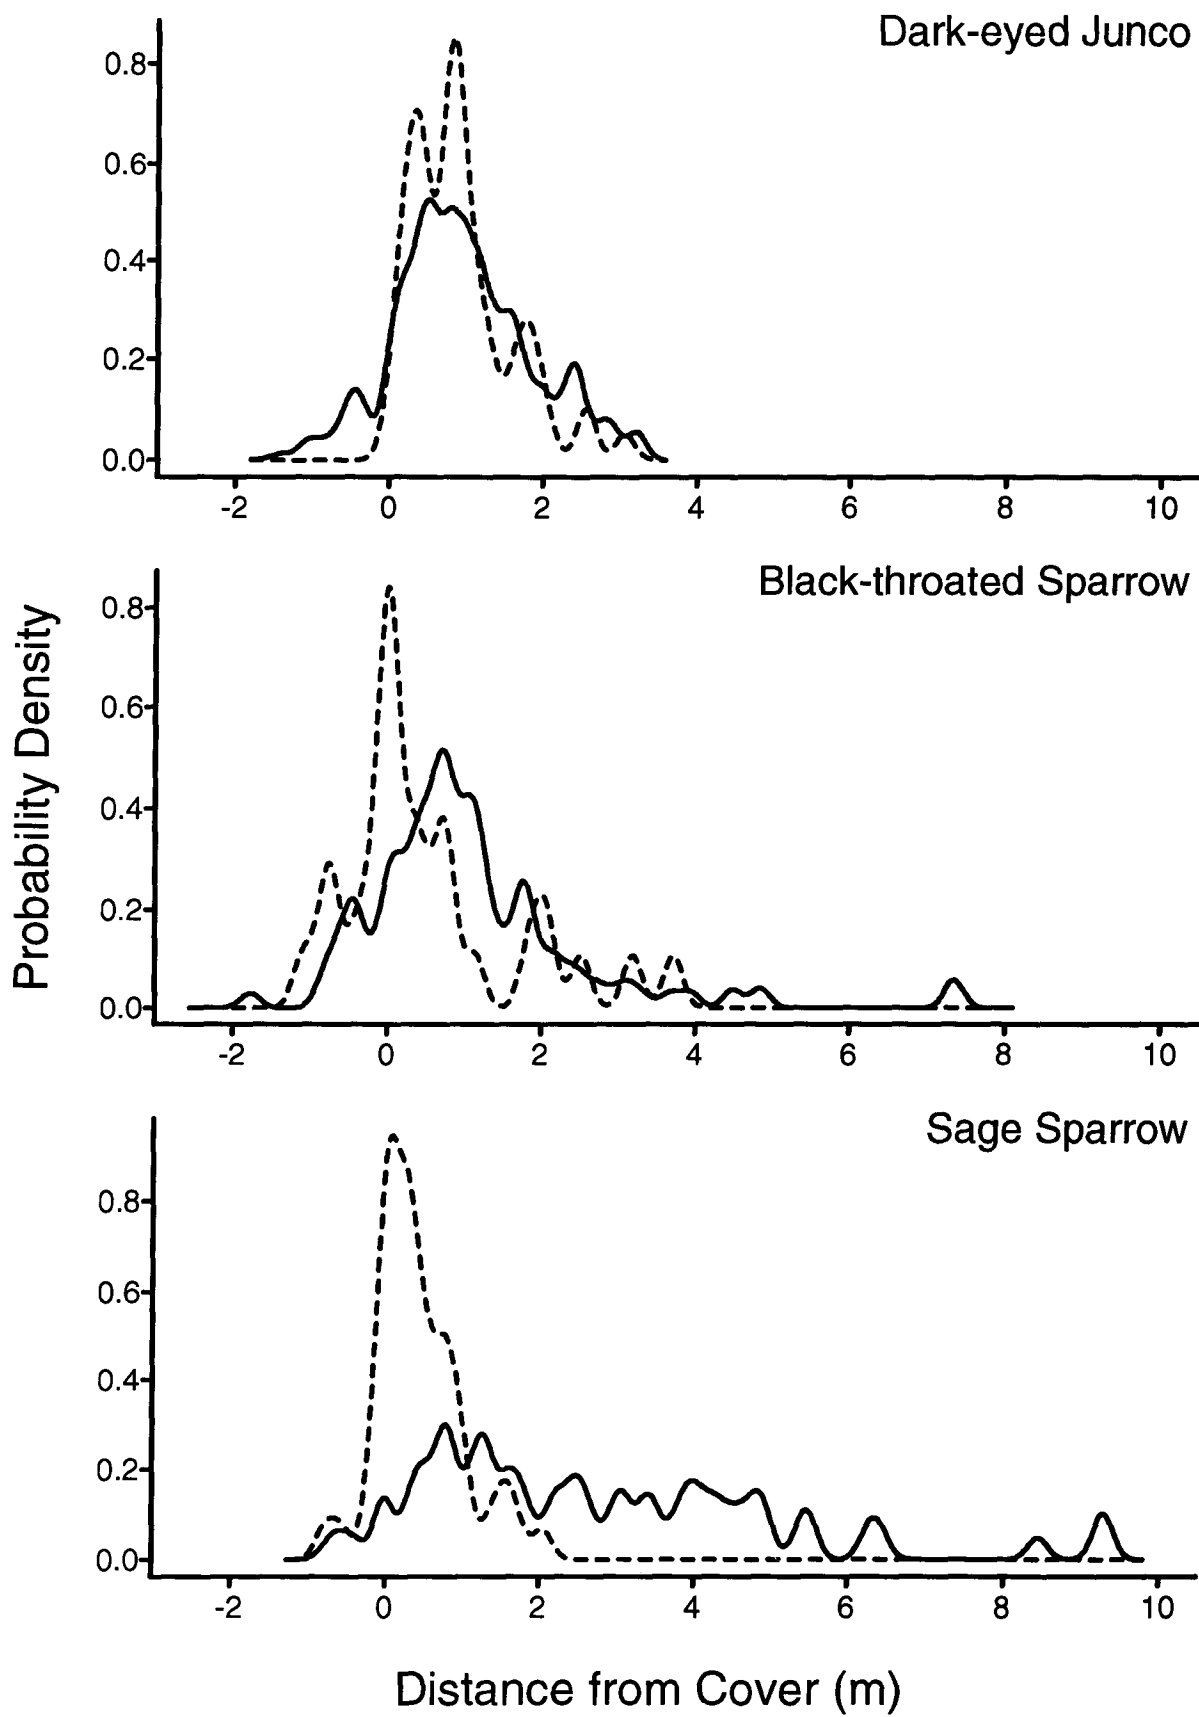 Dark-eyed Junco
0.8
0.6
0.4
0.2
0.0
-2 0 2 4 6 8 10
Black-throated Sparrow
0.8
0.6
0.4
0.2
0.0
-2 0 2 4 6 8 10
Probability Density
Sage Sparrow
0.8
0.6
0.4
0.2
0.0
-2 0 2 4 6 8 10
Distance from Cover (m)